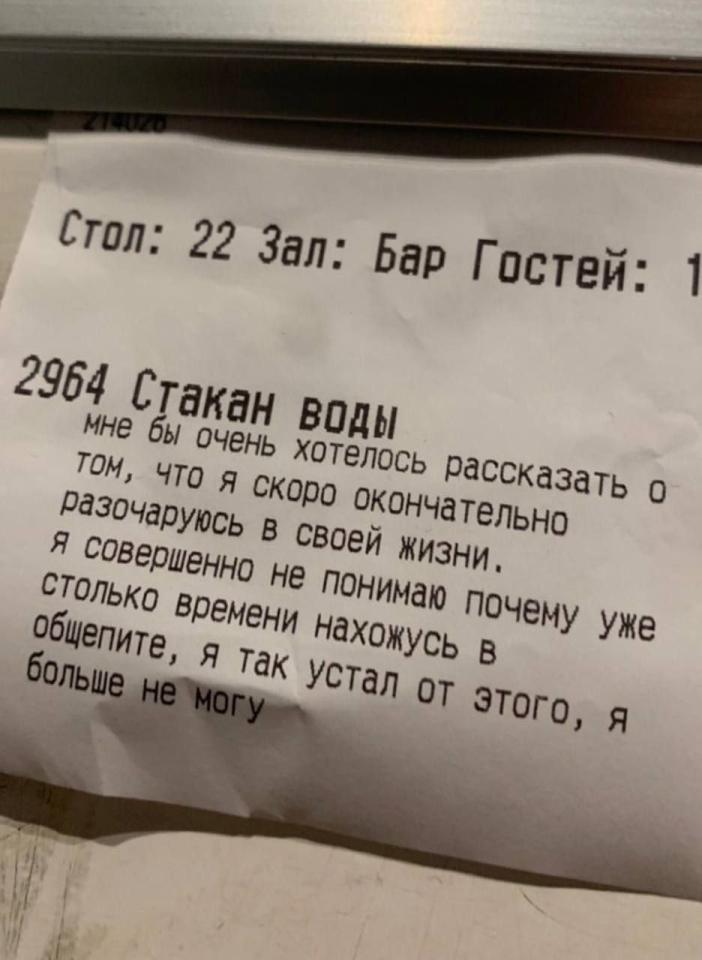 Стол: 22 Зал: Бар Гостей: 1
2964 Стакан воды
мне бы очень хотелось рассказать о
том, что я скоро окончательно
разочаруюсь в своей жизни.
я совершенно не понимаю почему уже
столько времени нахожусь в
общепите, я так устал от этого, я
больше не могу